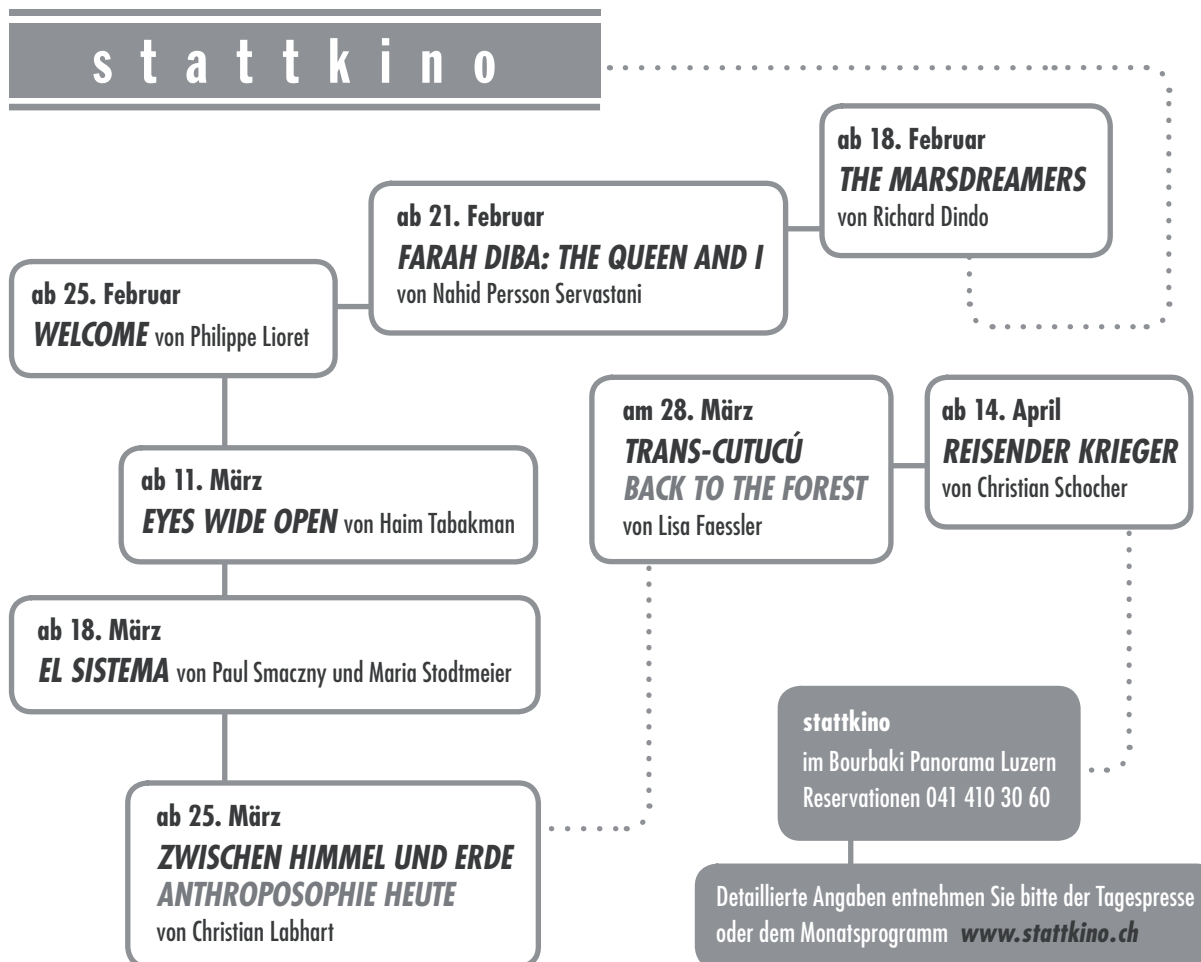 stattkino
ab 18. Februar
THE MARSDREAMERS
von Richard Dindo
ab 21. Februar
FARAH DIBA: THE QUEEN AND I
von Nahid Persson Servastani
ab 25. Februar
WELCOME von Philippe Lioret
ab 11. März
EYES WIDE OPEN von Haim Tabakman
ab 18. März
EL SISTEMA von Paul Smaczny und Maria Stodtmeier
ab 25. März
ZWISCHEN HIMMEL UND ERDE
ANTHROPOSOPHIE HEUTE
von Christian Labhart
am 28. März
TRANS-CUTUCÚ
BACK TO THE FOREST
von Lisa Faessler
ab 14. April
REISENDER KRIEGER
von Christian Schocher
stattkino
im Bourbaki Panorama Luzern
Reservationen 041 410 30 60
Detaillierte Angaben entnehmen Sie bitte der Tagespresse
oder dem Monatsprogramm www.stattkino.ch